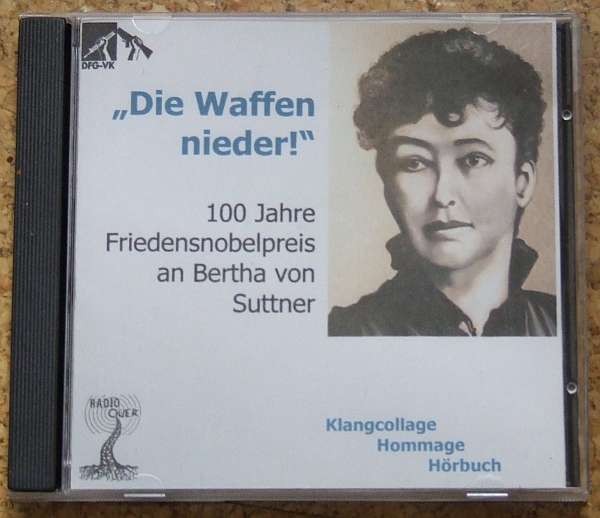 DFG-VK
„Die Waffen
nieder!“
100 Jahre
Friedensnobelpreis
an Bertha von
Suttner
RADIO
QUER
Klangcollage
Hommage
Hörbuch